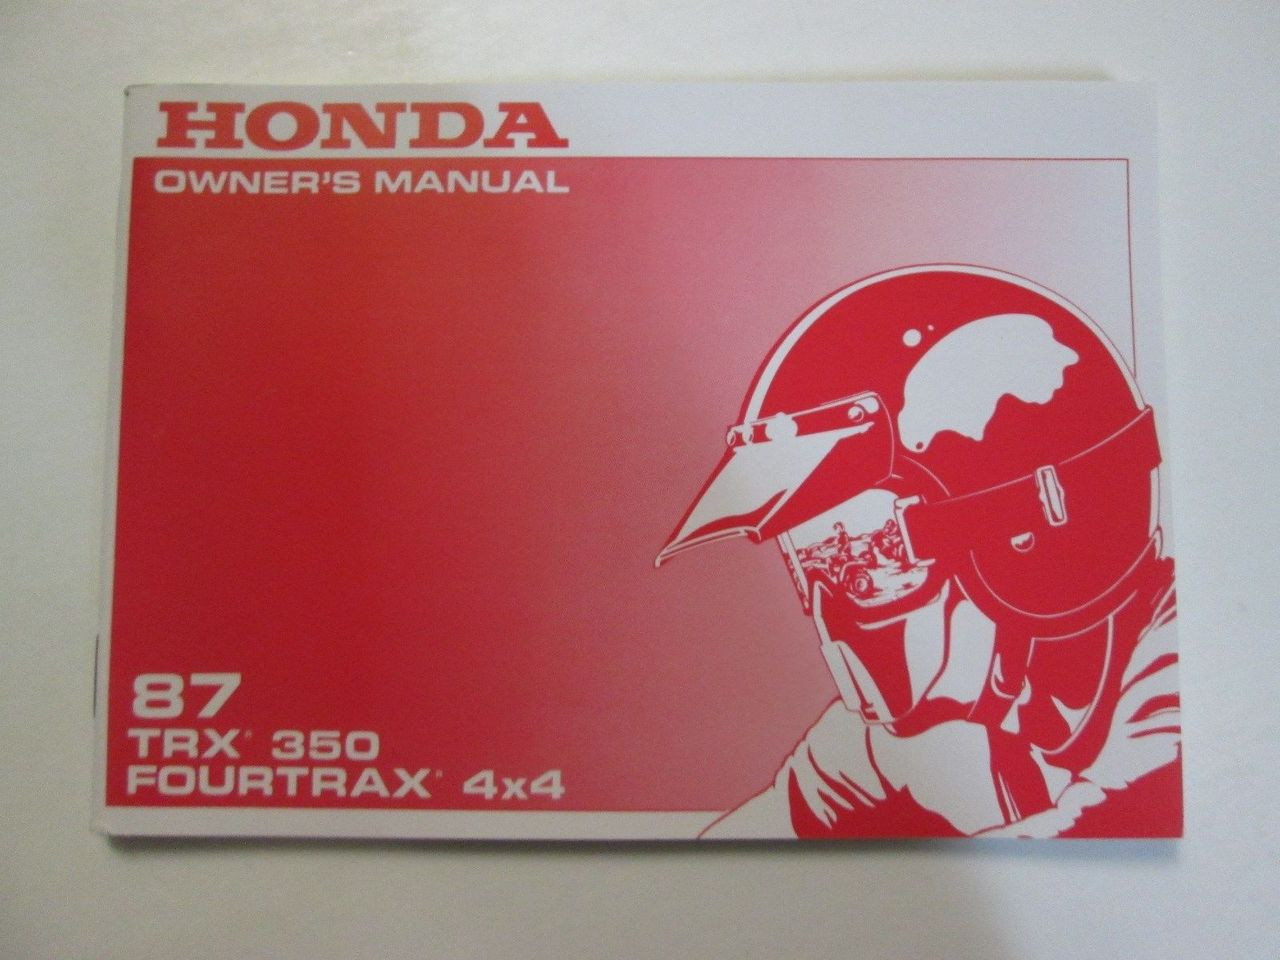 HONDA
OWNER'S MANUAL
87
TRX® 350
FOURTRAX® 4x4